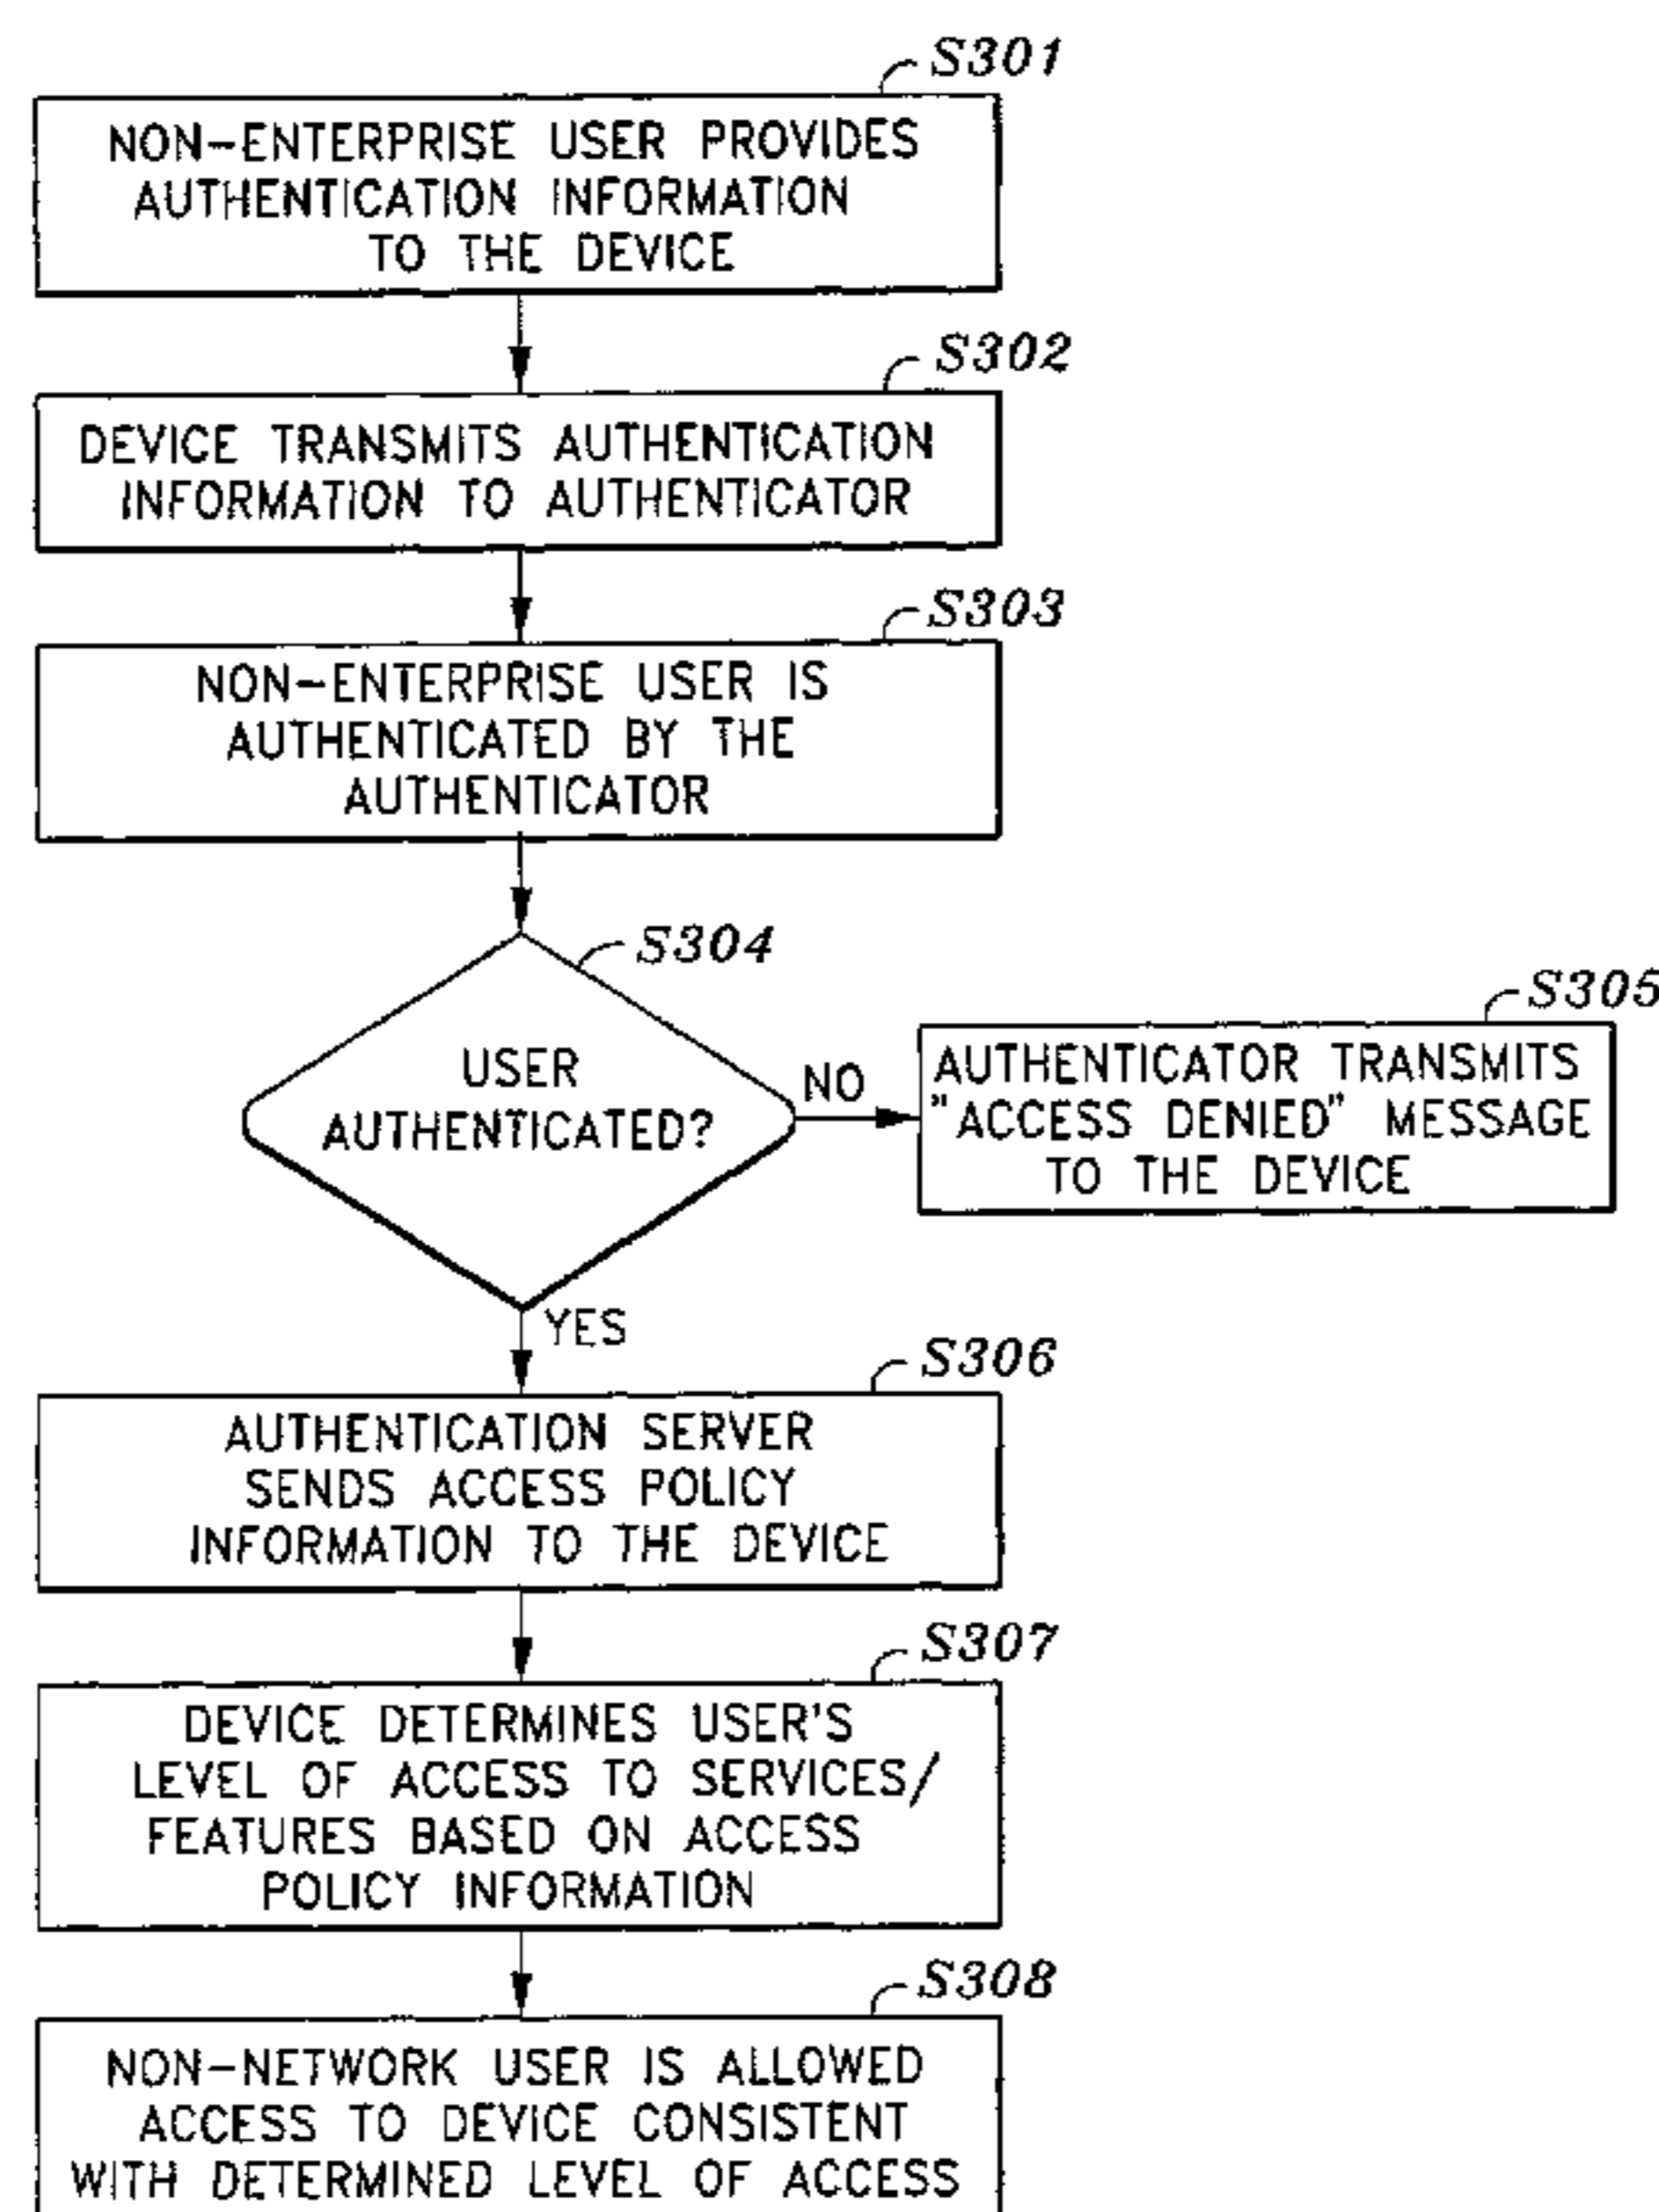 S301
NON-ENTERPRISE USER PROVIDES
AUTHENTICATION INFORMATION
TO THE DEVICE
S302
DEVICE TRANSMITS AUTHENTICATION
INFORMATION TO AUTHENTICATOR
S303
NON-ENTERPRISE USER IS
AUTHENTICATED BY THE
AUTHENTICATOR
S304
USER
AUTHENTICATED?
NO
S305
AUTHENTICATOR TRANSMITS
"ACCESS DENIED" MESSAGE
TO THE DEVICE
YES
S306
AUTHENTICATION SERVER
SENDS ACCESS POLICY
INFORMATION TO THE DEVICE
S307
DEVICE DETERMINES USER'S
LEVEL OF ACCESS TO SERVICES/
FEATURES BASED ON ACCESS
POLICY INFORMATION
S308
NON-NETWORK USER IS ALLOWED
ACCESS TO DEVICE CONSISTENT
WITH DETERMINED LEVEL OF ACCESS